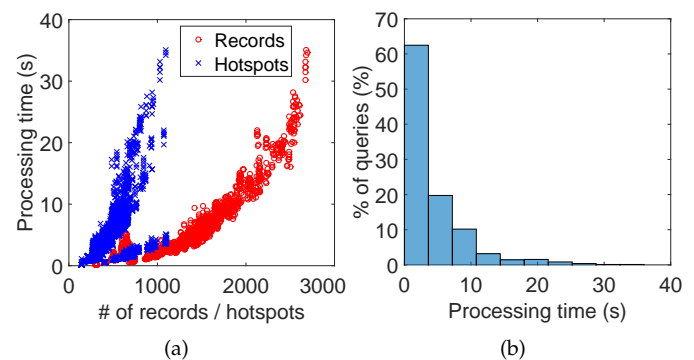 40
30
20
10
0
0
1000
2000
3000
Processing time (s)
# of records / hotspots
Records
Hotspots
(a)
70
60
50
40
30
20
10
0
0
10
20
30
40
% of queries (%)
Processing time (s)
(b)